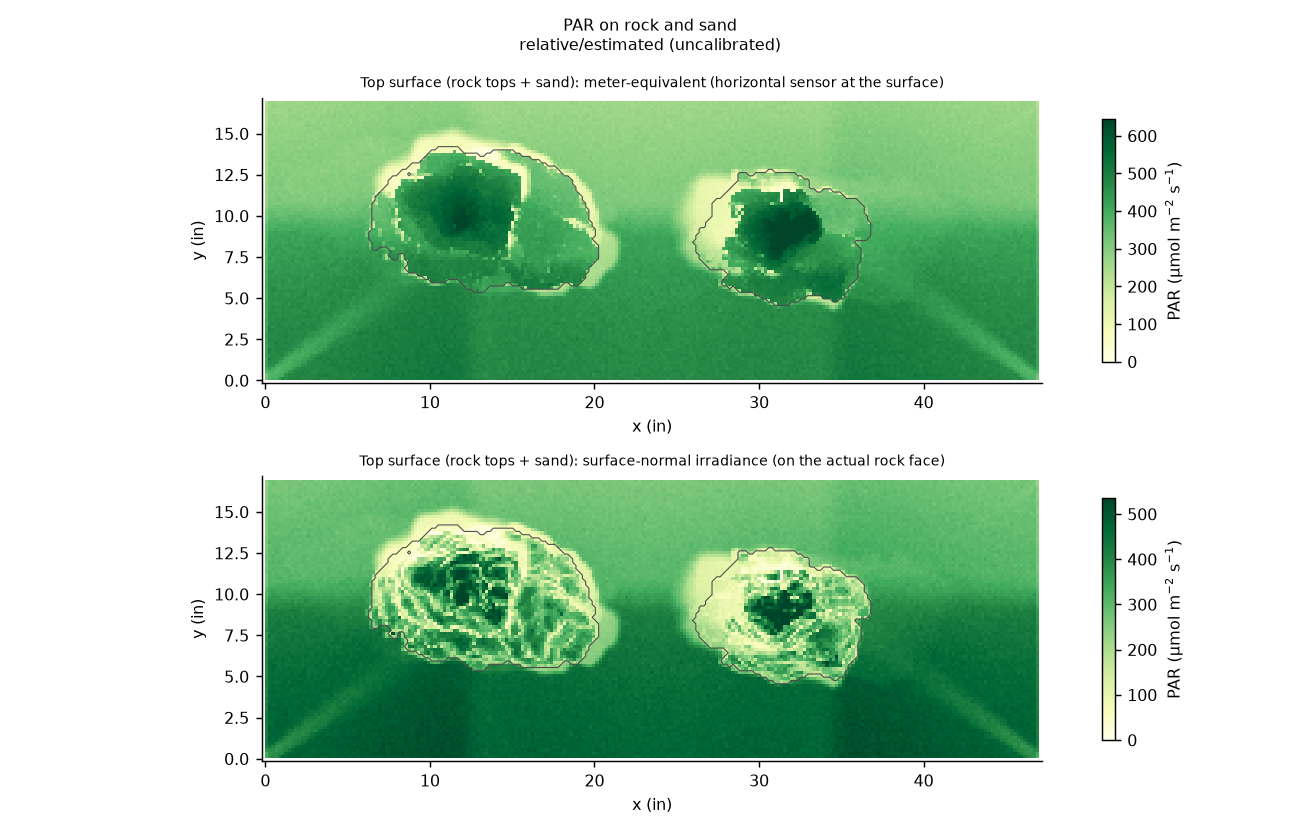 PAR on rock and sand
relative/estimated (uncalibrated)
Top surface (rock tops + sand): meter-equivalent (horizontal sensor at the surface)
15.0
12.5
10.0
7.5
5.0
2.5
0.0
y (in)
0 10 20 30 40
x (in)
600
500
400
300
200
100
0
PAR (µmol m⁻² s⁻¹)
Top surface (rock tops + sand): surface-normal irradiance (on the actual rock face)
15.0
12.5
10.0
7.5
5.0
2.5
0.0
y (in)
0 10 20 30 40
x (in)
500
400
300
200
100
0
PAR (µmol m⁻² s⁻¹)